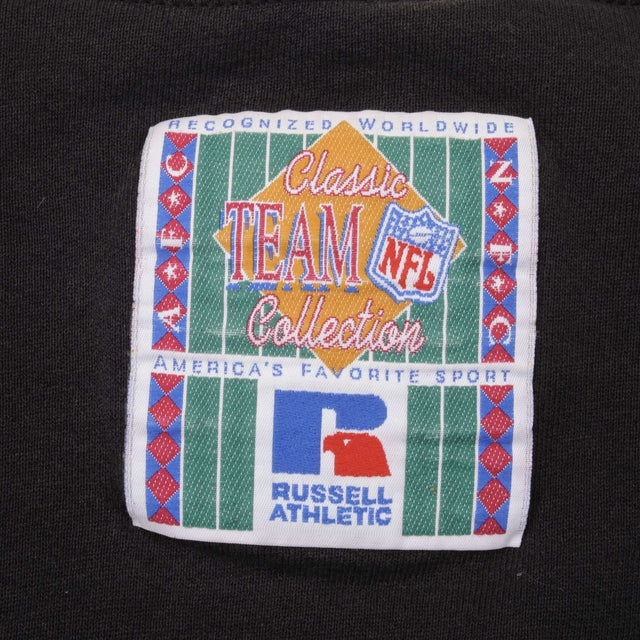 RECOGNIZED WORLDWIDE
A★F★C
N★F★C
Classic
TEAM
NFL
Collection
AMERICA'S FAVORITE SPORT
R
RUSSELL
ATHLETIC